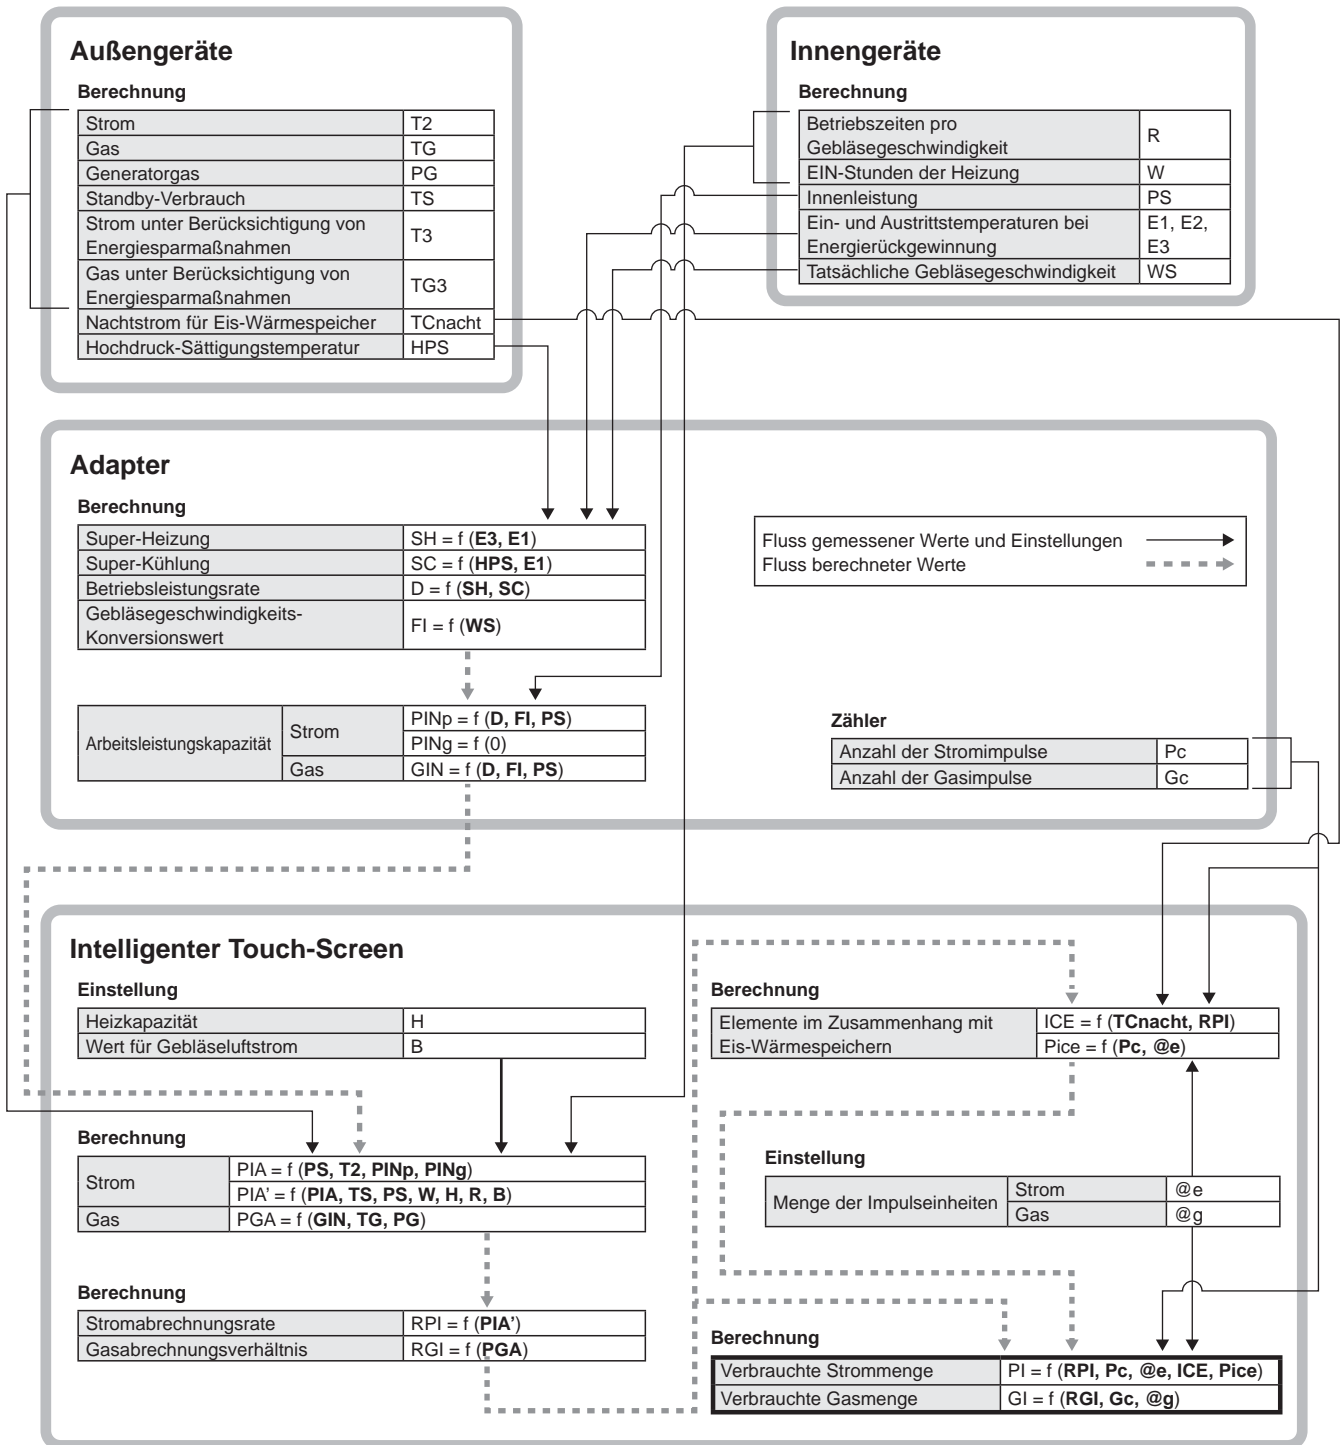 Außengeräte
Berechnung
Strom T2
Gas TG
Generatorgas PG
Standby-Verbrauch TS
Strom unter Berücksichtigung von
Energiesparmaßnahmen T3
Gas unter Berücksichtigung von
Energiesparmaßnahmen TG3
Nachtstrom für Eis-Wärmespeicher TCnacht
Hochdruck-Sättigungstemperatur HPS
Innengeräte
Berechnung
Betriebszeiten pro
Gebläsegeschwindigkeit R
EIN-Stunden der Heizung W
Innenleistung PS
Ein- und Austrittstemperaturen bei E1, E2,
Energierückgewinnung E3
Tatsächliche Gebläsegeschwindigkeit WS
Adapter
Berechnung
Super-Heizung SH = f (E3, E1)
Super-Kühlung SC = f (HPS, E1)
Betriebsleistungsrate D = f (SH, SC)
Gebläsegeschwindigkeits-
Konversionswert FI = f (WS)
Fluss gemessener Werte und Einstellungen
Fluss berechneter Werte
Arbeitsleistungskapazität
Strom PINp = f (D, FI, PS)
PINg = f (0)
Gas GIN = f (D, FI, PS)
Zähler
Anzahl der Stromimpulse Pc
Anzahl der Gasimpulse Gc
Intelligenter Touch-Screen
Einstellung
Heizkapazität H
Wert für Gebläseluftstrom B
Berechnung
Strom PIA = f (PS, T2, PINp, PINg)
PIA’ = f (PIA, TS, PS, W, H, R, B)
Gas PGA = f (GIN, TG, PG)
Berechnung
Stromabrechnungsrate RPI = f (PIA’)
Gasabrechnungsverhältnis RGI = f (PGA)
Berechnung
Elemente im Zusammenhang mit ICE = f (TCnacht, RPI)
Eis-Wärmespeichern Pice = f (Pc, @e)
Einstellung
Menge der Impulseinheiten
Strom @e
Gas @g
Berechnung
Verbrauchte Strommenge PI = f (RPI, Pc, @e, ICE, Pice)
Verbrauchte Gasmenge GI = f (RGI, Gc, @g)